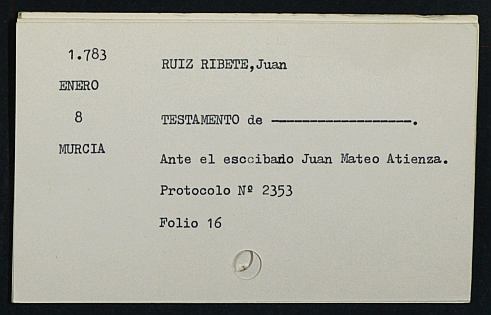 1.783
RUIZ RIBETE,Juan
ENERO
8
TESTAMENTO de ------------------.
MURCIA
Ante el esccibando Juan Mateo Atienza.
Protocolo Nº 2353
Folio 16